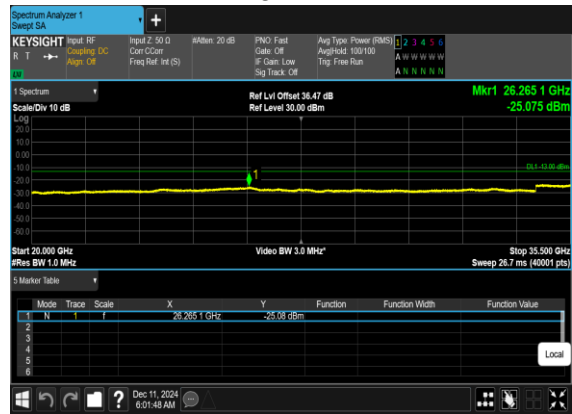 Spectrum Analyzer 1
Swept SA
+
KEYSIGHT Input: RF Input Z: 50 Ω #Atten: 20 dB PNO: Fast Avg Type: Power (RMS) 1 2 3 4 5 6
R T Coupling: DC Corr CCorr Gate: Off Avg|Hold: 100/100 A W W W W W
Align: Off Freq Ref: Int (S) IF Gain: Low Trig: Free Run
Sig Track: Off A N N N N N
1 Spectrum Ref Lvl Offset 36.47 dB Mkr1 26.265 1 GHz
Scale/Div 10 dB Ref Level 30.00 dBm -25.075 dBm
Log
20.0
10.0
0.00
-10.0 DL1 -13.00 dBm
1
-20.0
-30.0
-40.0
-50.0
-60.0
Start 20.000 GHz Video BW 3.0 MHz* Stop 35.500 GHz
#Res BW 1.0 MHz Sweep 26.7 ms (40001 pts)
5 Marker Table
Mode Trace Scale X Y Function Function Width Function Value
1 N 1 f 26.265 1 GHz -25.08 dBm
2
3
4
5
6
Local
? Dec 11, 2024
6:01:48 AM